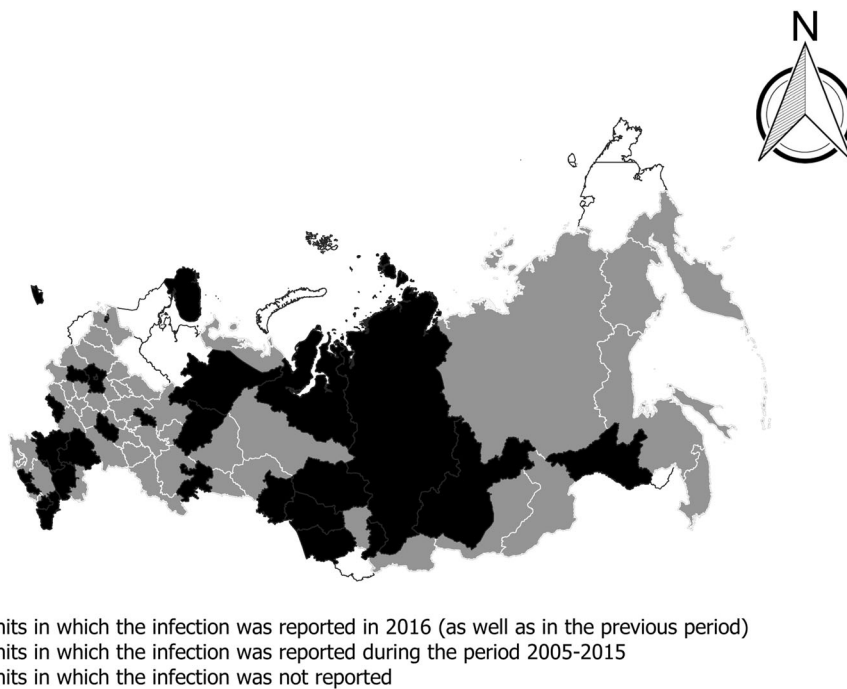 N
nits in which the infection was reported in 2016 (as well as in the previous period)
nits in which the infection was reported during the period 2005-2015
nits in which the infection was not reported